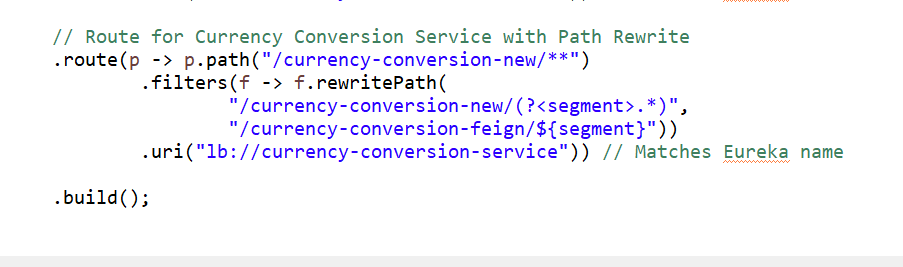 // Route for Currency Conversion Service with Path Rewrite
.route(p -> p.path("/currency-conversion-new/**")
.filters(f -> f.rewritePath(
"/currency-conversion-new/(?<segment>.*)",
"/currency-conversion-feign/${segment}"))
.uri("lb://currency-conversion-service")) // Matches Eureka name
.build();